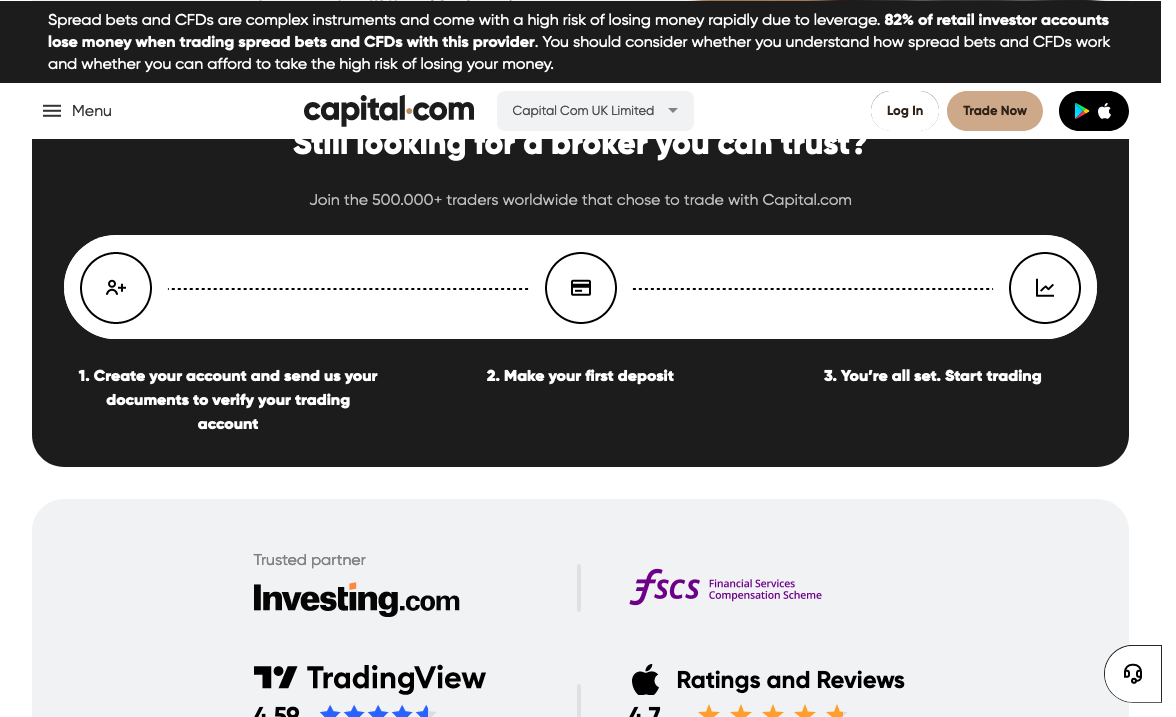 Spread bets and CFDs are complex instruments and come with a high risk of losing money rapidly due to leverage. 82% of retail investor accounts
lose money when trading spread bets and CFDs with this provider. You should consider whether you understand how spread bets and CFDs work
and whether you can afford to take the high risk of losing your money.
Menu
capital.com
Capital Com UK Limited
Log In
Trade Now
Still looking for a broker you can trust?
Join the 500.000+ traders worldwide that chose to trade with Capital.com
1. Create your account and send us your
documents to verify your trading
account
2. Make your first deposit
3. You’re all set. Start trading
Trusted partner
Investing.com
fscs
Financial Services
Compensation Scheme
TradingView
Ratings and Reviews
4.59
4.7